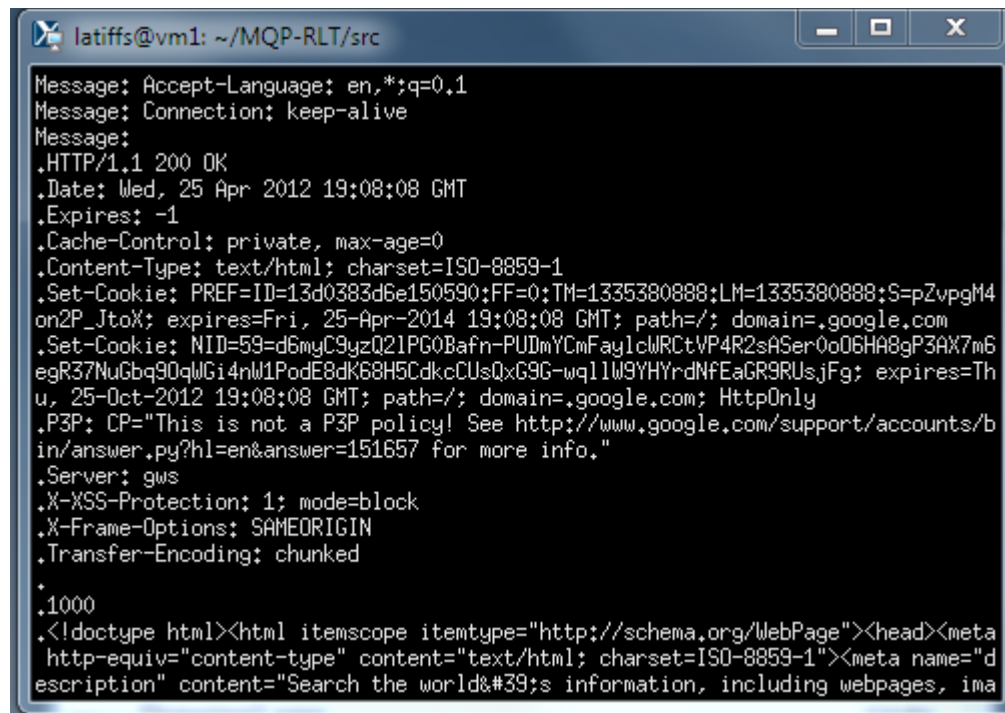 latiffs@vm1: ~/MQP-RLT/src
Message: Accept-Language: en,*;q=0.1
Message: Connection: keep-alive
Message:
.HTTP/1.1 200 OK
.Date: Wed, 25 Apr 2012 19:08:08 GMT
.Expires: -1
.Cache-Control: private, max-age=0
.Content-Type: text/html; charset=ISO-8859-1
.Set-Cookie: PREF=ID=13d0383d6e150590:FF=0:TM=1335380888:LM=1335380888:S=pZvpgM4
on2P_JtoX; expires=Fri, 25-Apr-2014 19:08:08 GMT; path=/; domain=.google.com
.Set-Cookie: NID=59=d6myC9yzQ2lPG0Bafn-PUDmYCmFaylcWRCtVP4R2sASer0oO6HA8gP3AX7m6
egR37NuGbq9OqWGi4nW1PodE8dK68H5CdkcCUsQxG9G-wqllW9YHYrdNfEaGR9RUsjFg; expires=Th
u, 25-Oct-2012 19:08:08 GMT; path=/; domain=.google.com; HttpOnly
.P3P: CP="This is not a P3P policy! See http://www.google.com/support/accounts/b
in/answer.py?hl=en&answer=151657 for more info."
.Server: gws
.X-XSS-Protection: 1; mode=block
.X-Frame-Options: SAMEORIGIN
.Transfer-Encoding: chunked
.
.1000
.<!doctype html><html itemscope itemtype="http://schema.org/WebPage"><head><meta
 http-equiv="content-type" content="text/html; charset=ISO-8859-1"><meta name="d
escription" content="Search the world&#39;s information, including webpages, ima